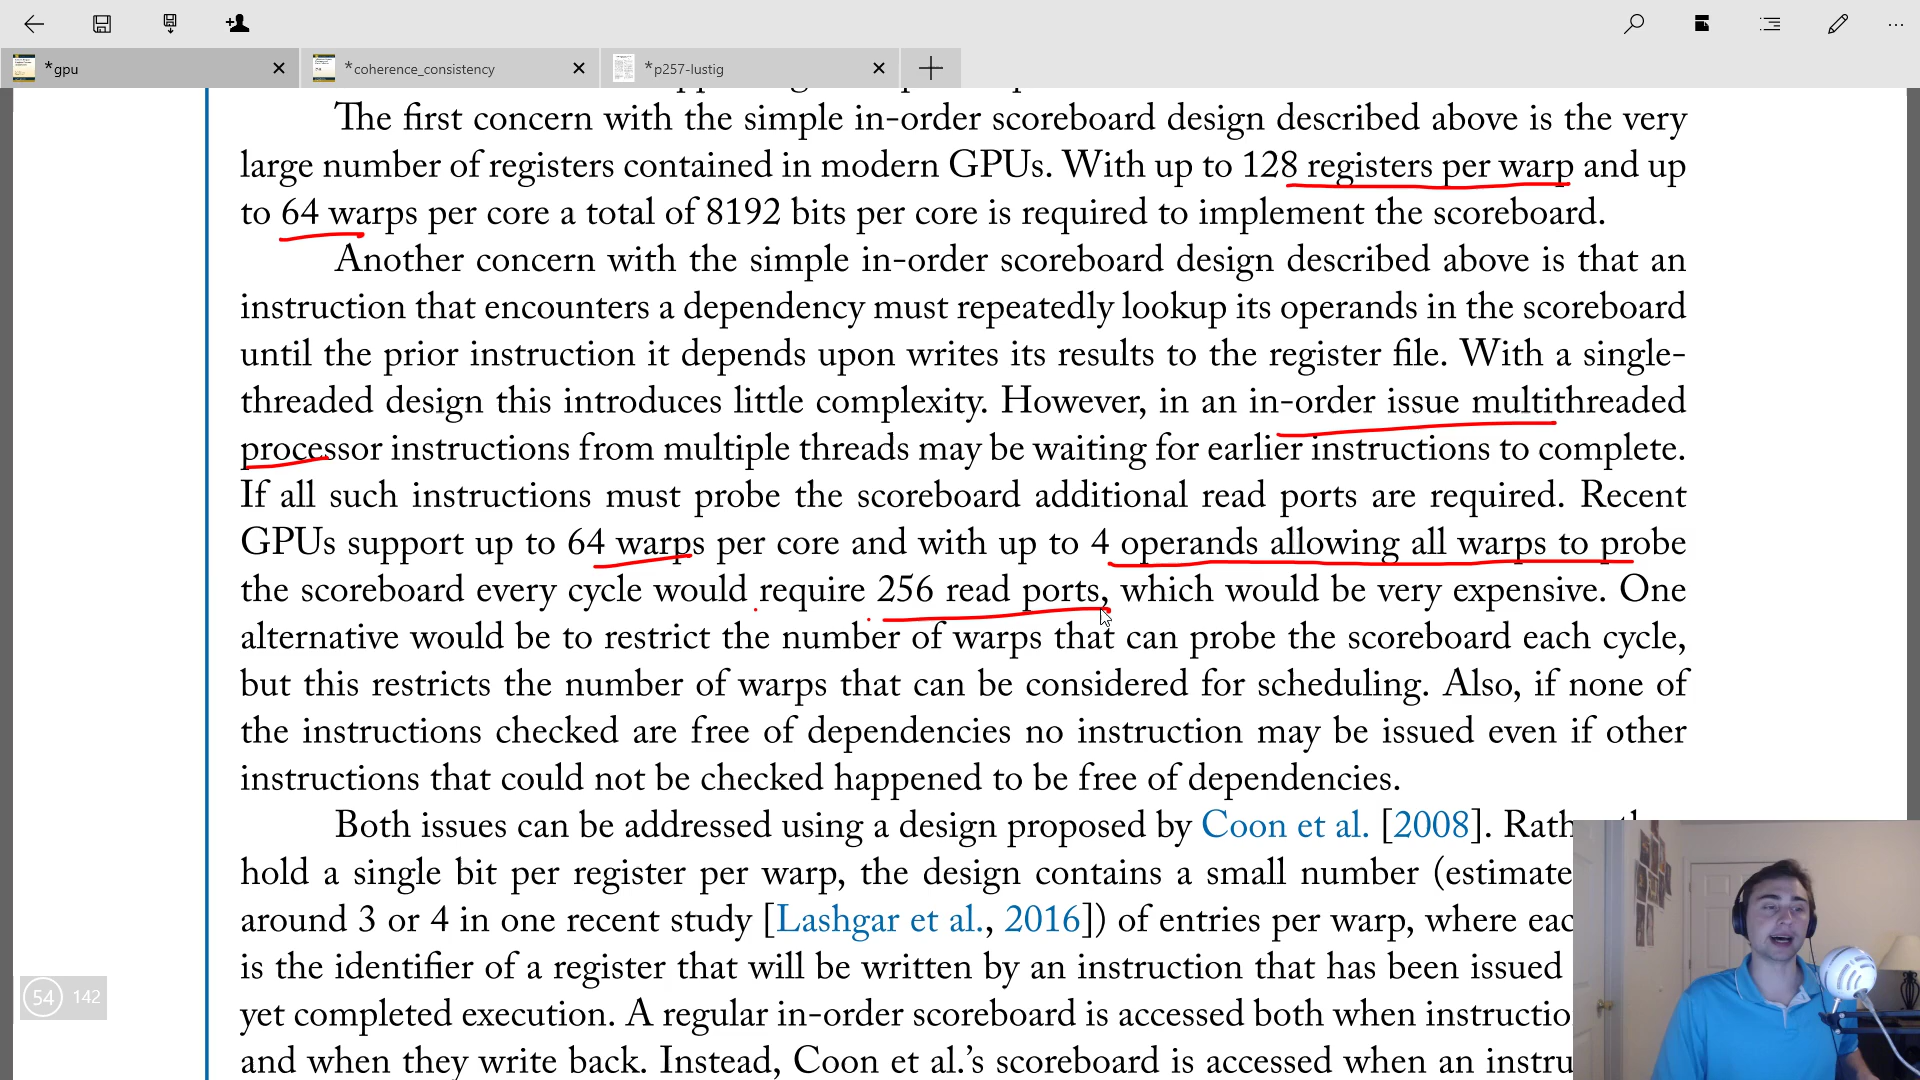 *gpu
*coherence_consistency
*p257-lustig
The first concern with the simple in-order scoreboard design described above is the very
large number of registers contained in modern GPUs. With up to 128 registers per warp and up
to 64 warps per core a total of 8192 bits per core is required to implement the scoreboard.
Another concern with the simple in-order scoreboard design described above is that an
instruction that encounters a dependency must repeatedly lookup its operands in the scoreboard
until the prior instruction it depends upon writes its results to the register file. With a single-
threaded design this introduces little complexity. However, in an in-order issue multithreaded
processor instructions from multiple threads may be waiting for earlier instructions to complete.
If all such instructions must probe the scoreboard additional read ports are required. Recent
GPUs support up to 64 warps per core and with up to 4 operands allowing all warps to probe
the scoreboard every cycle would require 256 read ports, which would be very expensive. One
alternative would be to restrict the number of warps that can probe the scoreboard each cycle,
but this restricts the number of warps that can be considered for scheduling. Also, if none of
the instructions checked are free of dependencies no instruction may be issued even if other
instructions that could not be checked happened to be free of dependencies.
Both issues can be addressed using a design proposed by Coon et al. [2008].
hold a single bit per register per warp, the design contains a small number (estimate
around 3 or 4 in one recent study [Lashgar et al., 2016]) of entries per warp, where eac
is the identifier of a register that will be written by an instruction that has been issued
yet completed execution. A regular in-order scoreboard is accessed both when instructio
and when they write back. Instead, Coon et al.'s scoreboard is accessed when an instru
54 142